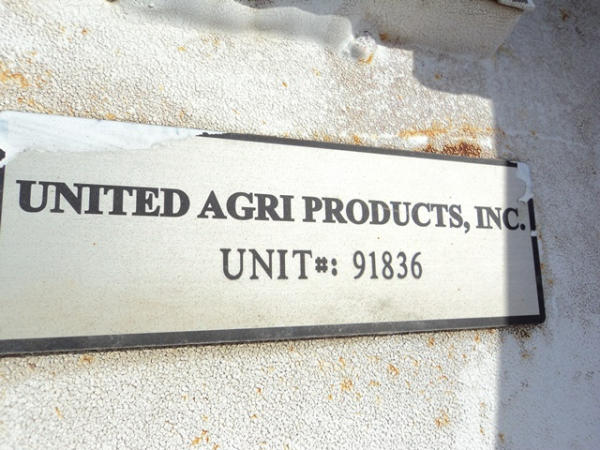 UNITED AGRI PRODUCTS, INC.
UNIT#: 91836